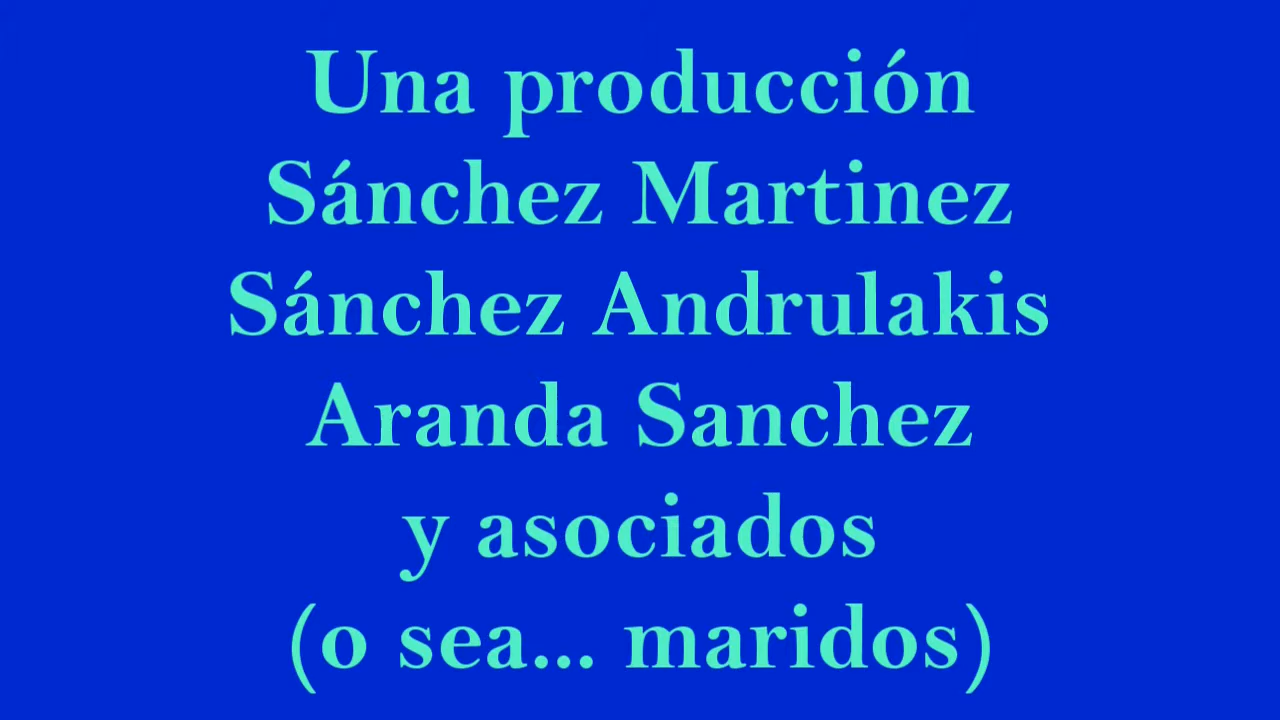 Una producción
Sánchez Martinez
Sánchez Andrulakis
Aranda Sanchez
y asociados
(o sea... maridos)